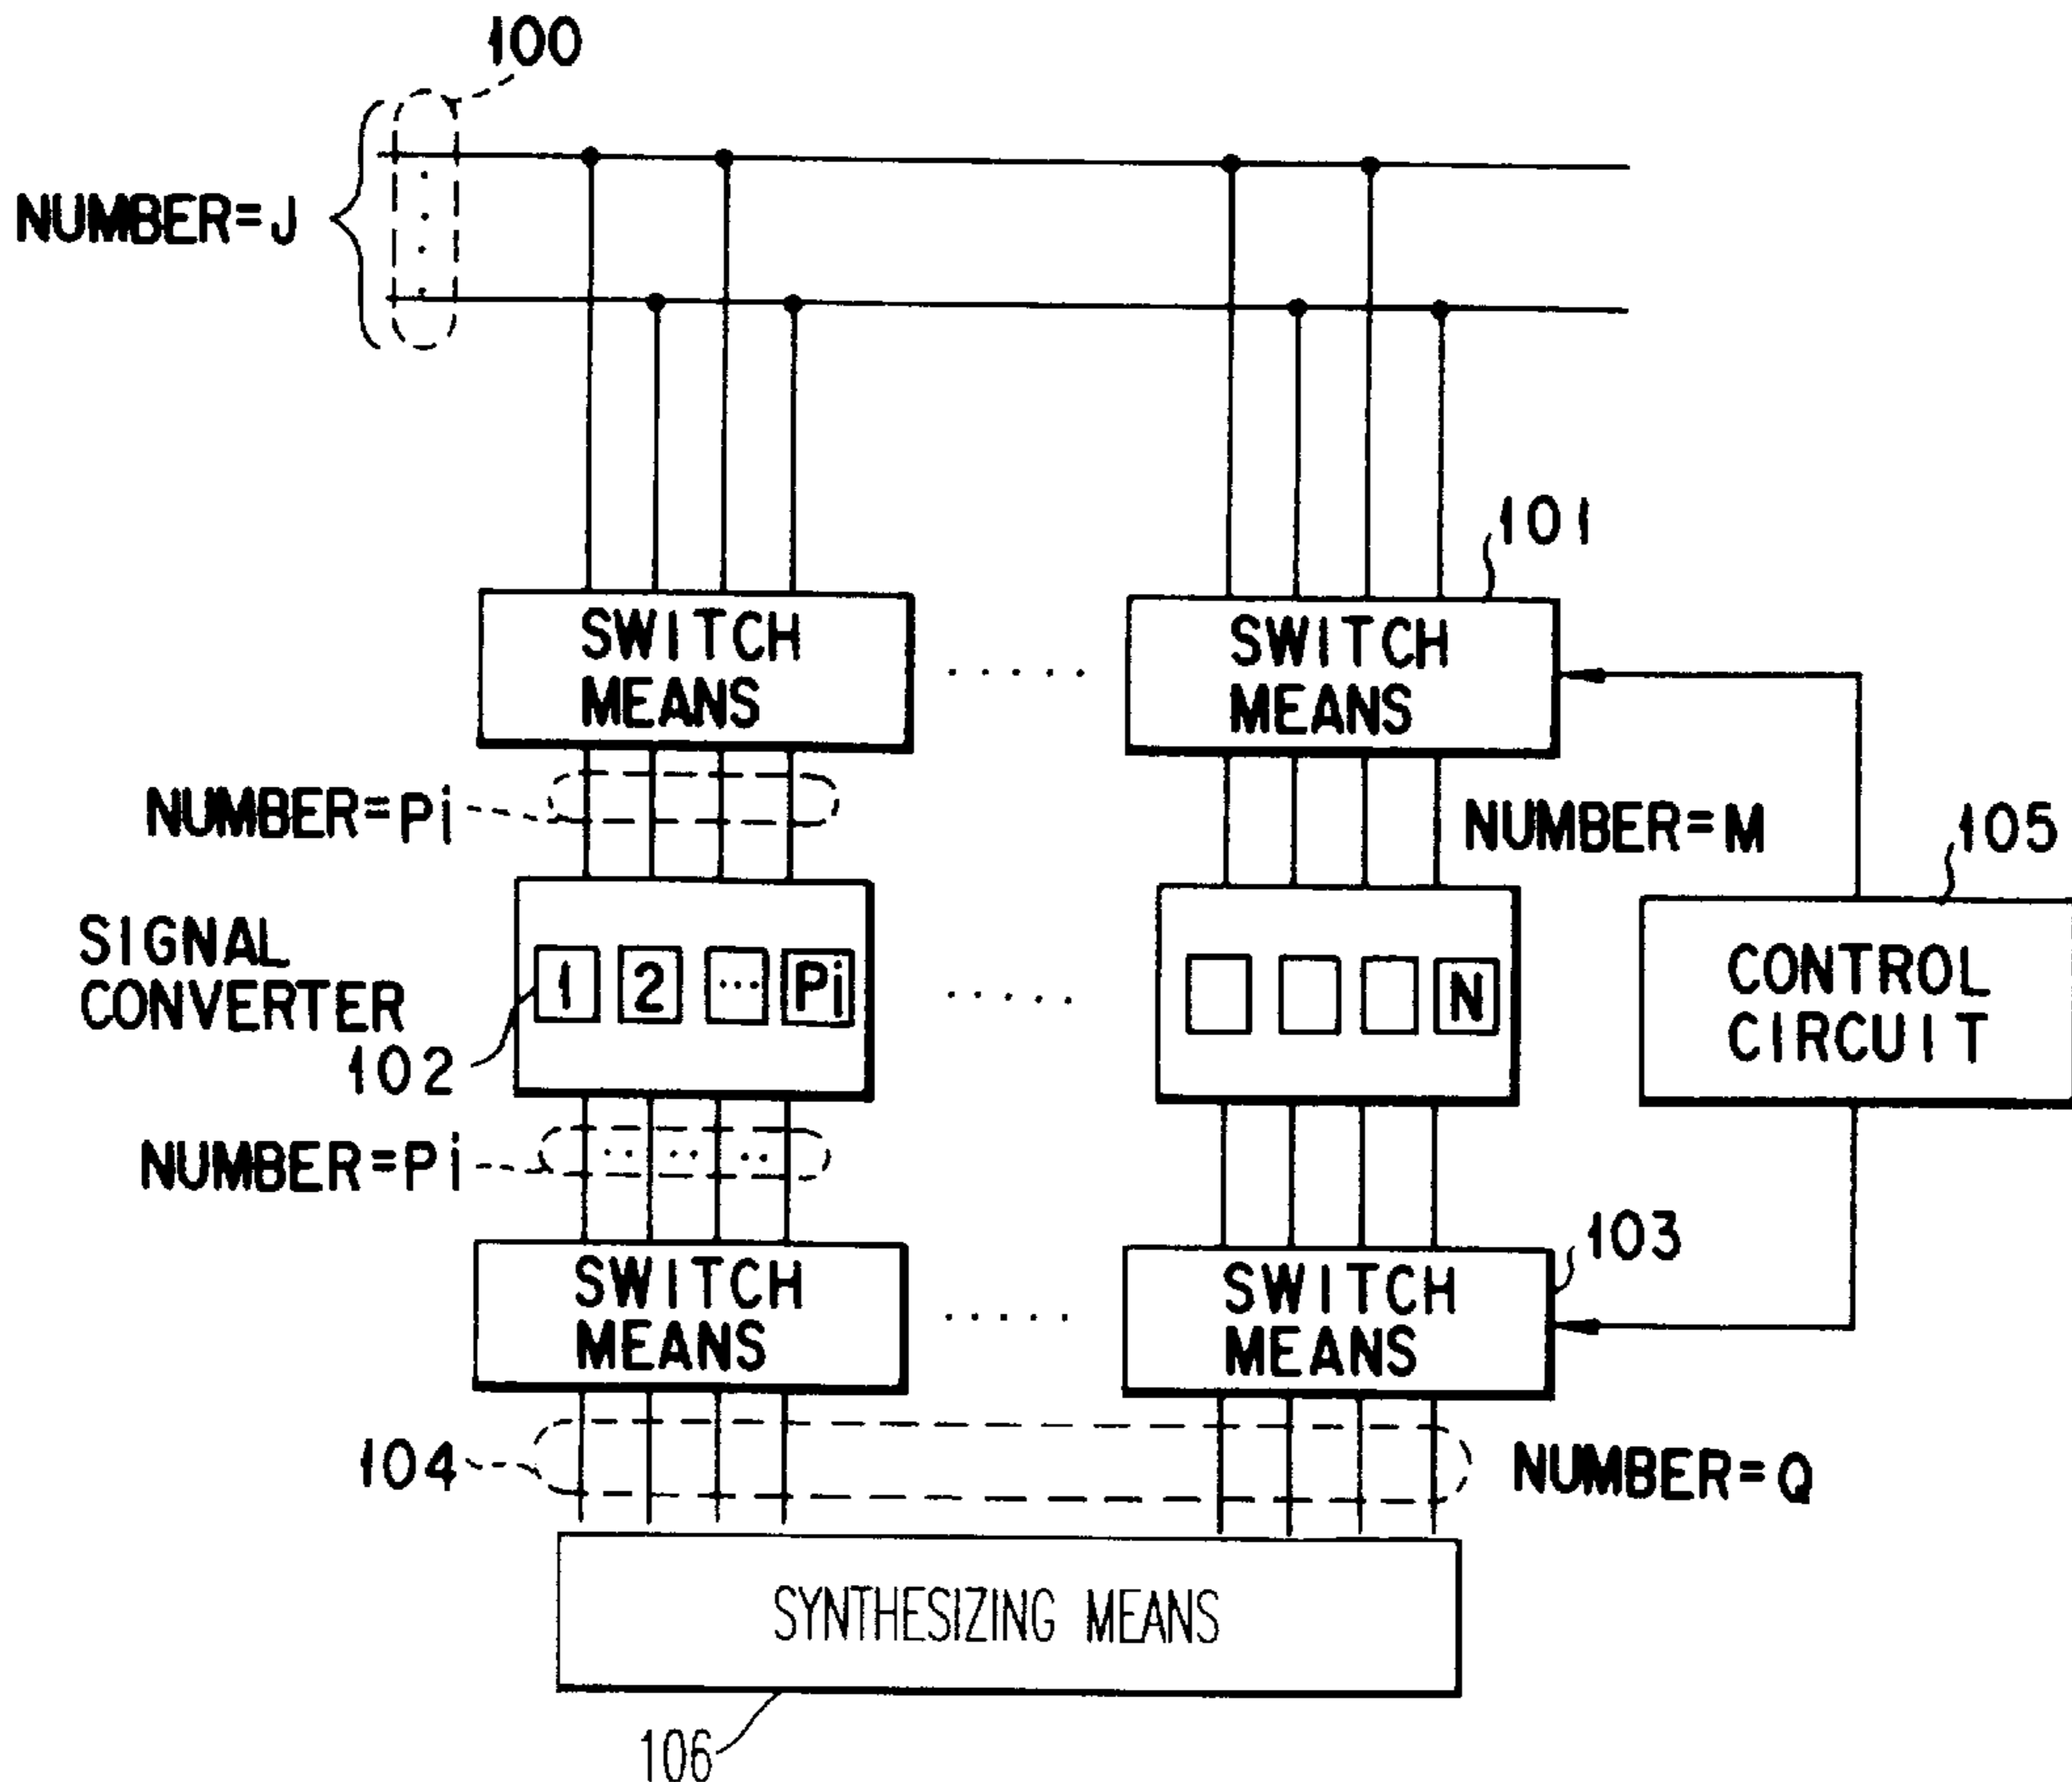 100
NUMBER=J
101
SWITCH
MEANS
SWITCH
MEANS
NUMBER=Pi
NUMBER=M
105
SIGNAL
CONVERTER
102
1
2
...
Pi
N
CONTROL
CIRCUIT
NUMBER=Pi
103
SWITCH
MEANS
SWITCH
MEANS
104
NUMBER=Q
SYNTHESIZING MEANS
106